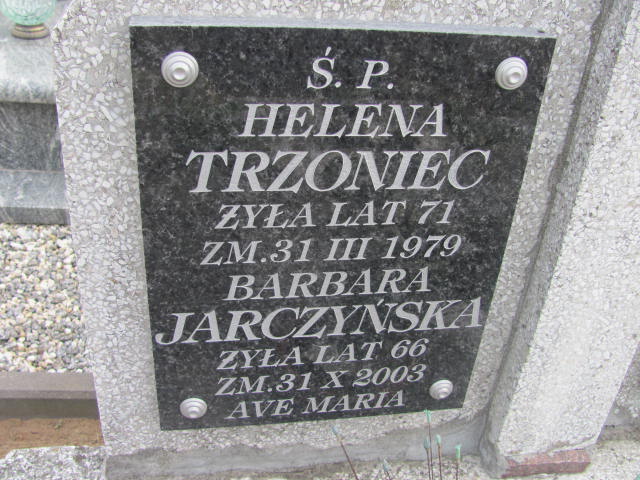 Ś. P.
HELENA
TRZONIEC
ŻYŁA LAT 71
ZM. 31 III 1979
BARBARA
JARCZYŃSKA
ŻYŁA LAT 66
ZM. 31 X 2003
AVE MARIA